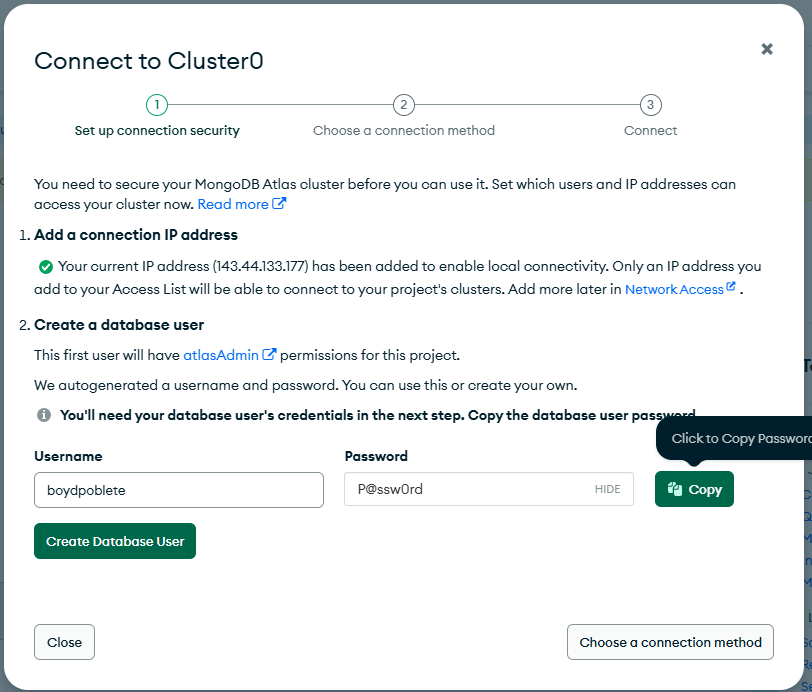 Connect to Cluster0
1
2
3
Set up connection security
Choose a connection method
Connect
You need to secure your MongoDB Atlas cluster before you can use it. Set which users and IP addresses can
access your cluster now. Read more
1. Add a connection IP address
Your current IP address (143.44.133.177) has been added to enable local connectivity. Only an IP address you
add to your Access List will be able to connect to your project's clusters. Add more later in Network Access .
2. Create a database user
This first user will have atlasAdmin permissions for this project.
We autogenerated a username and password. You can use this or create your own.
You'll need your database user's credentials in the next step. Copy the database user password.
Click to Copy Password
Username
Password
boydpoblete
P@ssw0rd
HIDE
Copy
Create Database User
Close
Choose a connection method